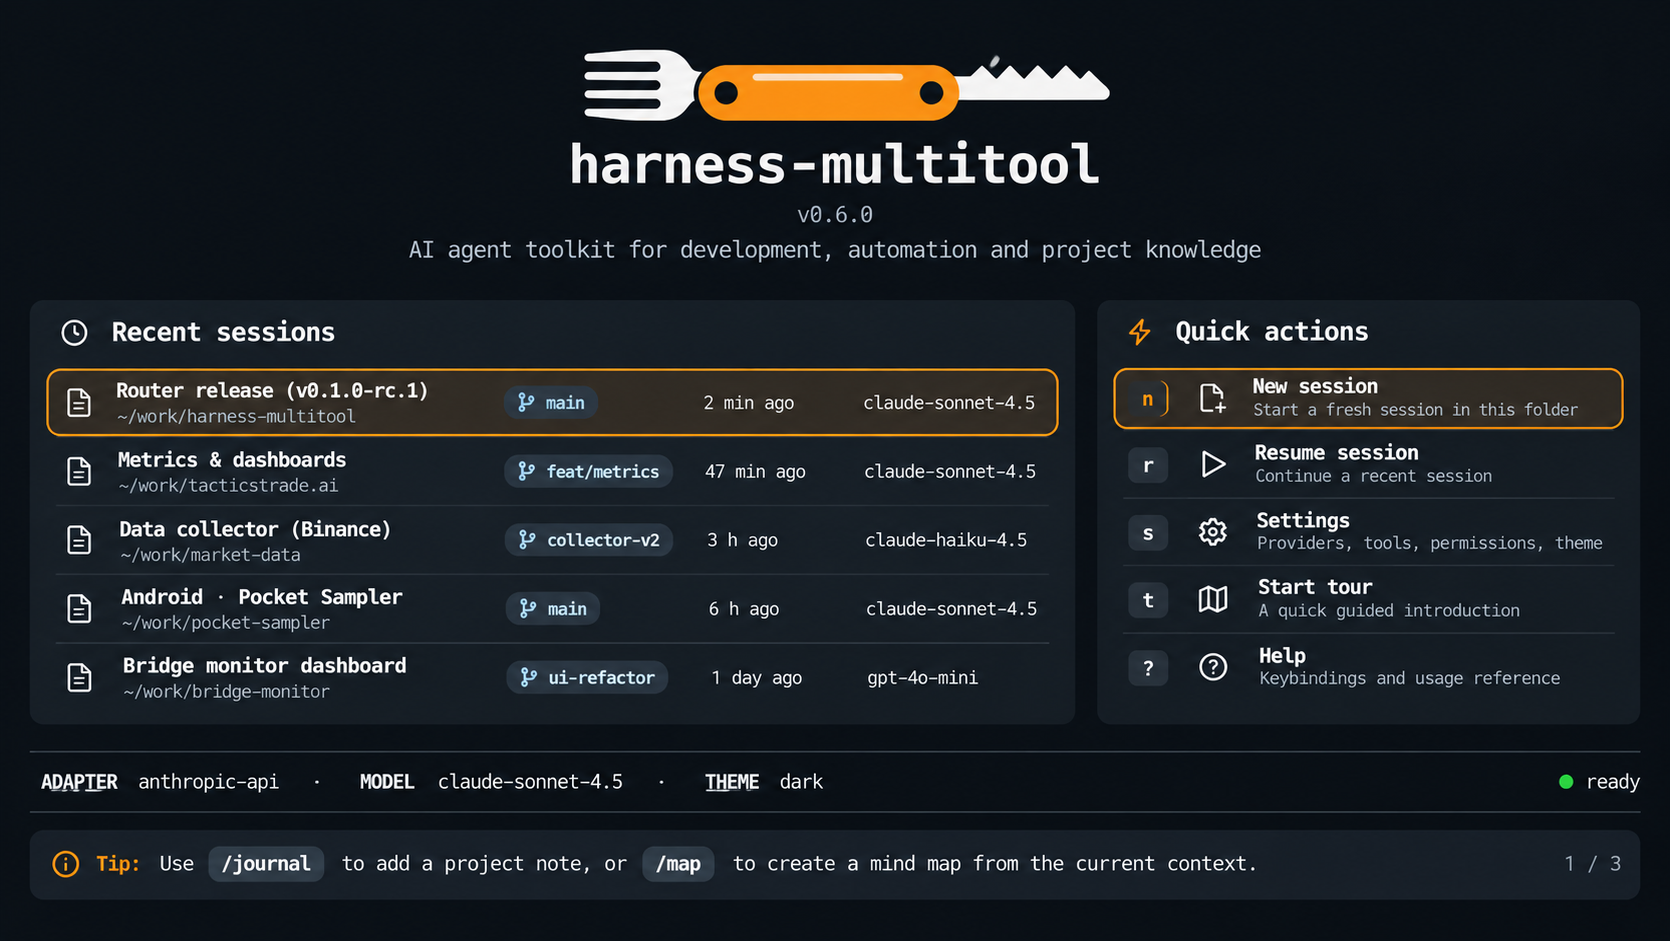 harness-multitool
v0.6.0
AI agent toolkit for development, automation and project knowledge
Recent sessions
Router release (v0.1.0-rc.1)
~/work/harness-multitool
main
2 min ago
claude-sonnet-4.5
Metrics & dashboards
~/work/tacticstrade.ai
feat/metrics
47 min ago
claude-sonnet-4.5
Data collector (Binance)
~/work/market-data
collector-v2
3 h ago
claude-haiku-4.5
Android · Pocket Sampler
~/work/pocket-sampler
main
6 h ago
claude-sonnet-4.5
Bridge monitor dashboard
~/work/bridge-monitor
ui-refactor
1 day ago
gpt-4o-mini
Quick actions
n
New session
Start a fresh session in this folder
r
Resume session
Continue a recent session
s
Settings
Providers, tools, permissions, theme
t
Start tour
A quick guided introduction
?
Help
Keybindings and usage reference
ADAPTER anthropic-api · MODEL claude-sonnet-4.5 · THEME dark
ready
Tip: Use /journal to add a project note, or /map to create a mind map from the current context.
1 / 3